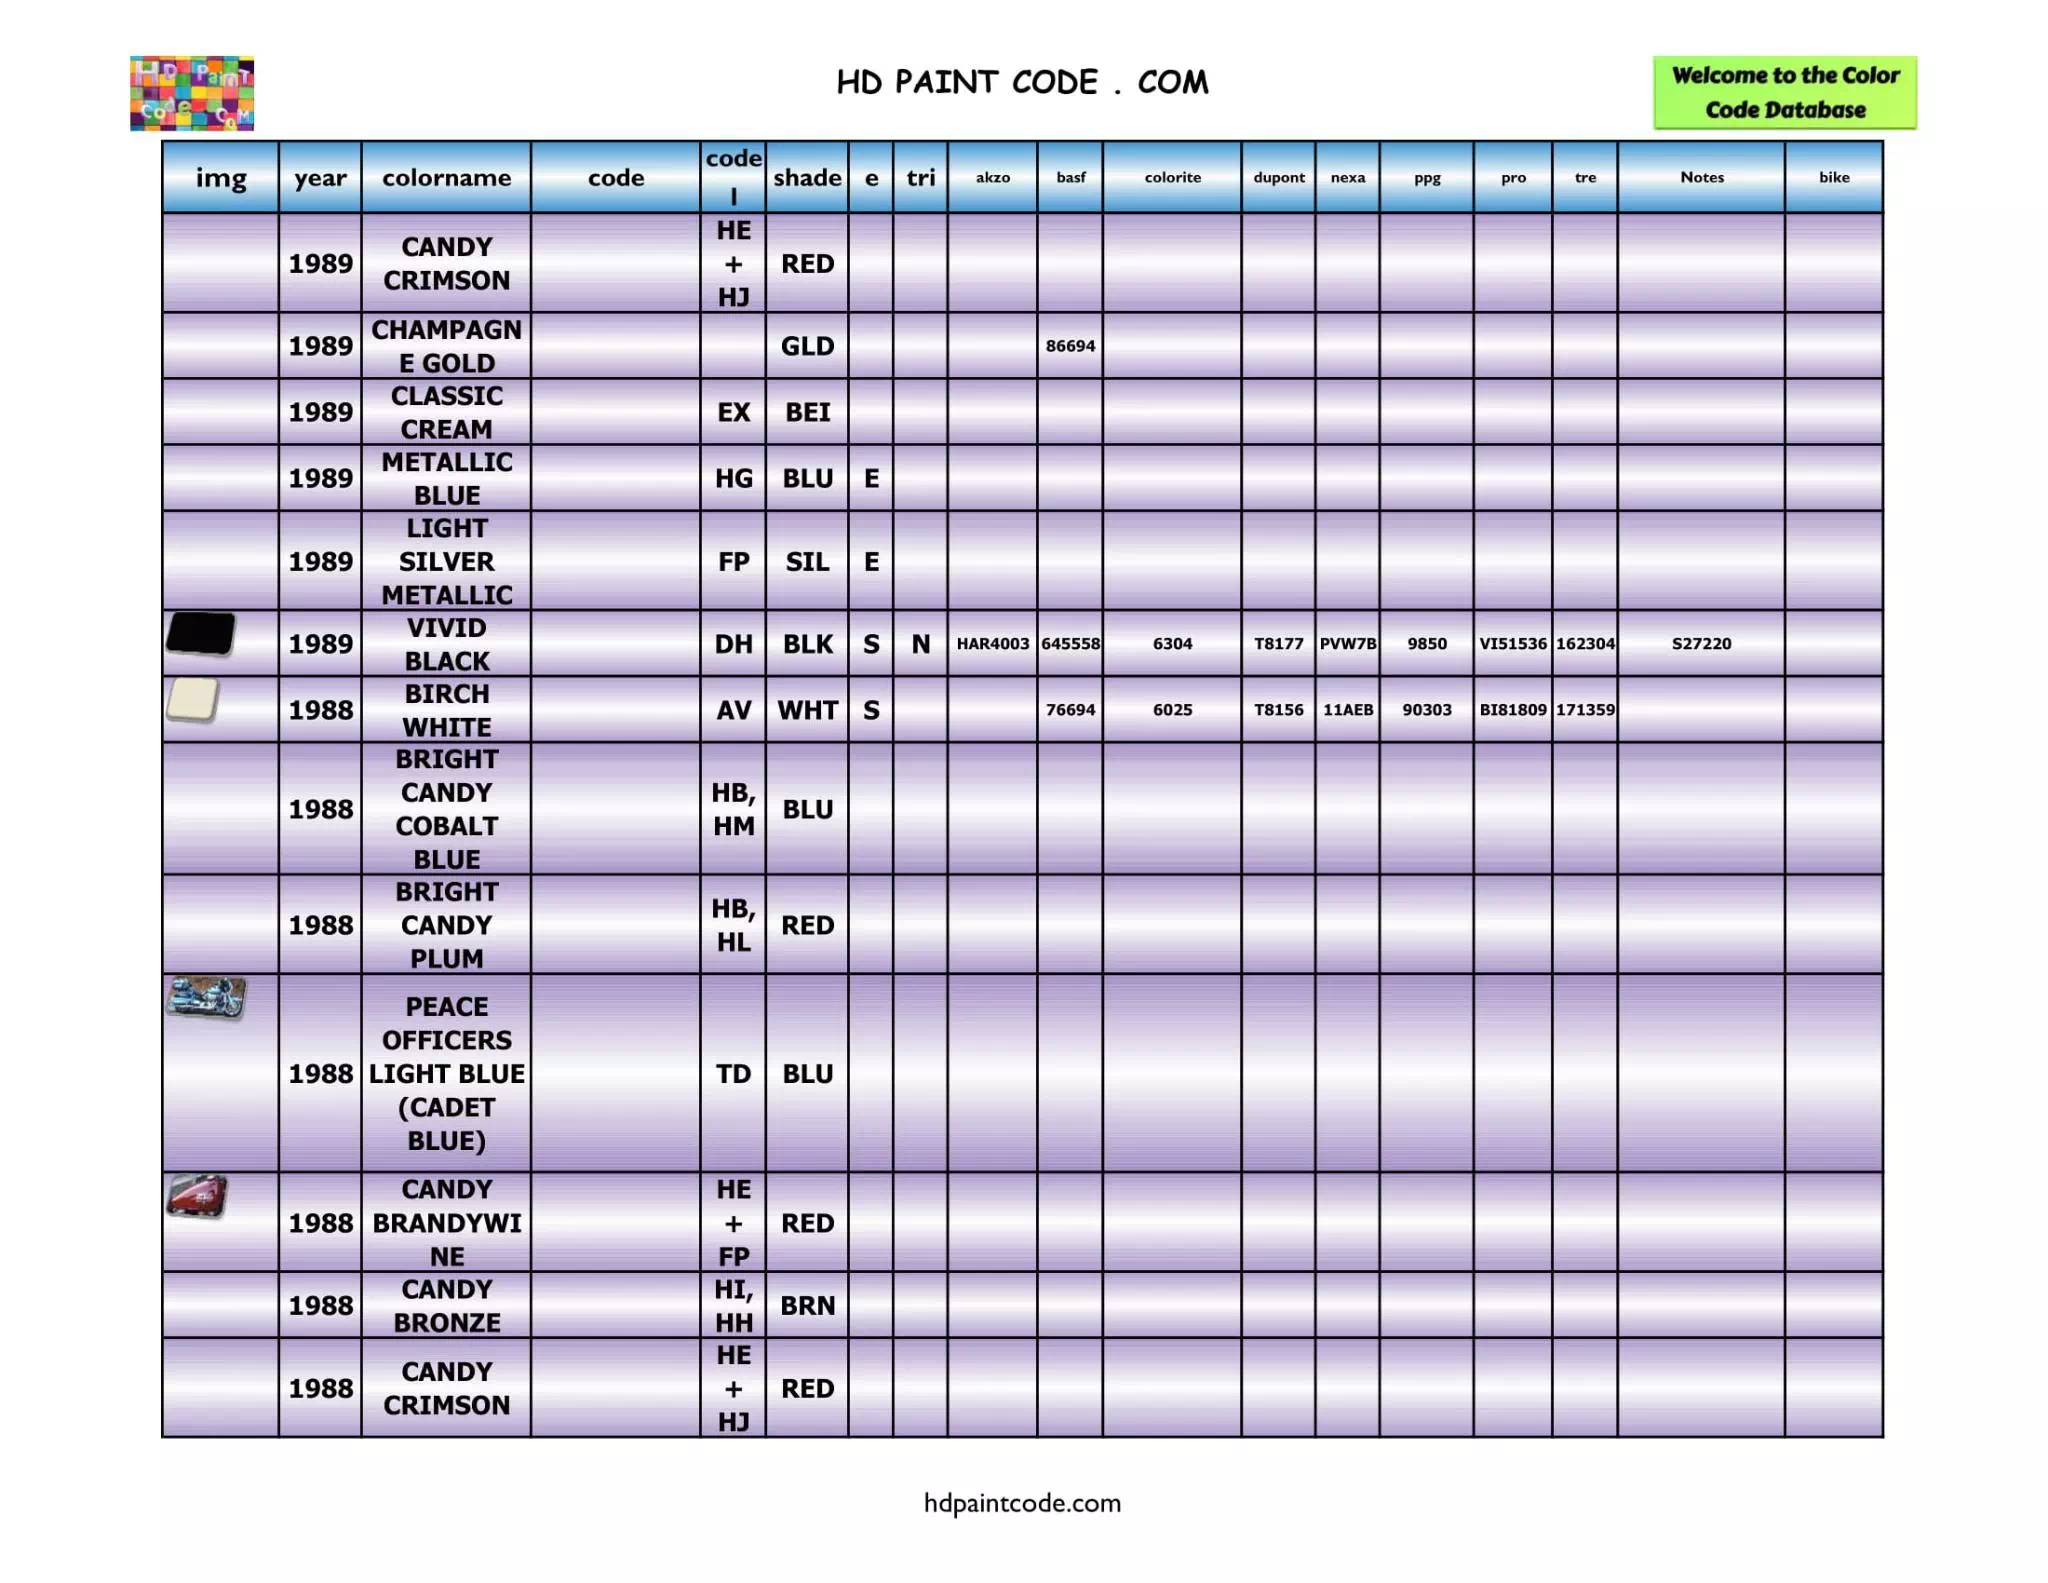 HD Paint
Code
COM
HD PAINT CODE . COM
Welcome to the Color
Code Database
img year colorname code code l shade e tri akzo basf colorite dupont nexa ppg pro tre Notes bike
1989 CANDY CRIMSON HE + HJ RED
1989 CHAMPAGN E GOLD GLD 86694
1989 CLASSIC CREAM EX BEI
1989 METALLIC BLUE HG BLU E
1989 LIGHT SILVER METALLIC FP SIL E
1989 VIVID BLACK DH BLK S N HAR4003 645558 6304 T8177 PVW7B 9850 VI51536 162304 S27220
1988 BIRCH WHITE AV WHT S 76694 6025 T8156 11AEB 90303 BI81809 171359
1988 BRIGHT CANDY COBALT BLUE HB, HM BLU
1988 BRIGHT CANDY PLUM HB, HL RED
1988 PEACE OFFICERS LIGHT BLUE (CADET BLUE) TD BLU
1988 CANDY BRANDYWI NE HE + FP RED
1988 CANDY BRONZE HI, HH BRN
1988 CANDY CRIMSON HE + HJ RED
hdpaintcode.com